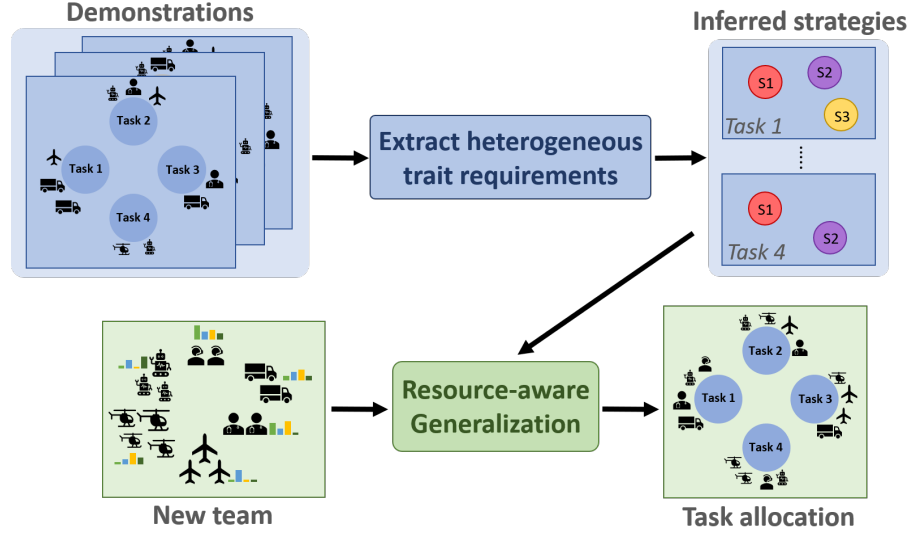 Demonstrations
Task 2
Task 1
Task 3
Task 4
Extract heterogeneous
trait requirements
Inferred strategies
S1
S2
S3
Task 1
S1
S2
Task 4
New team
Resource-aware
Generalization
Task 2
Task 1
Task 3
Task 4
Task allocation